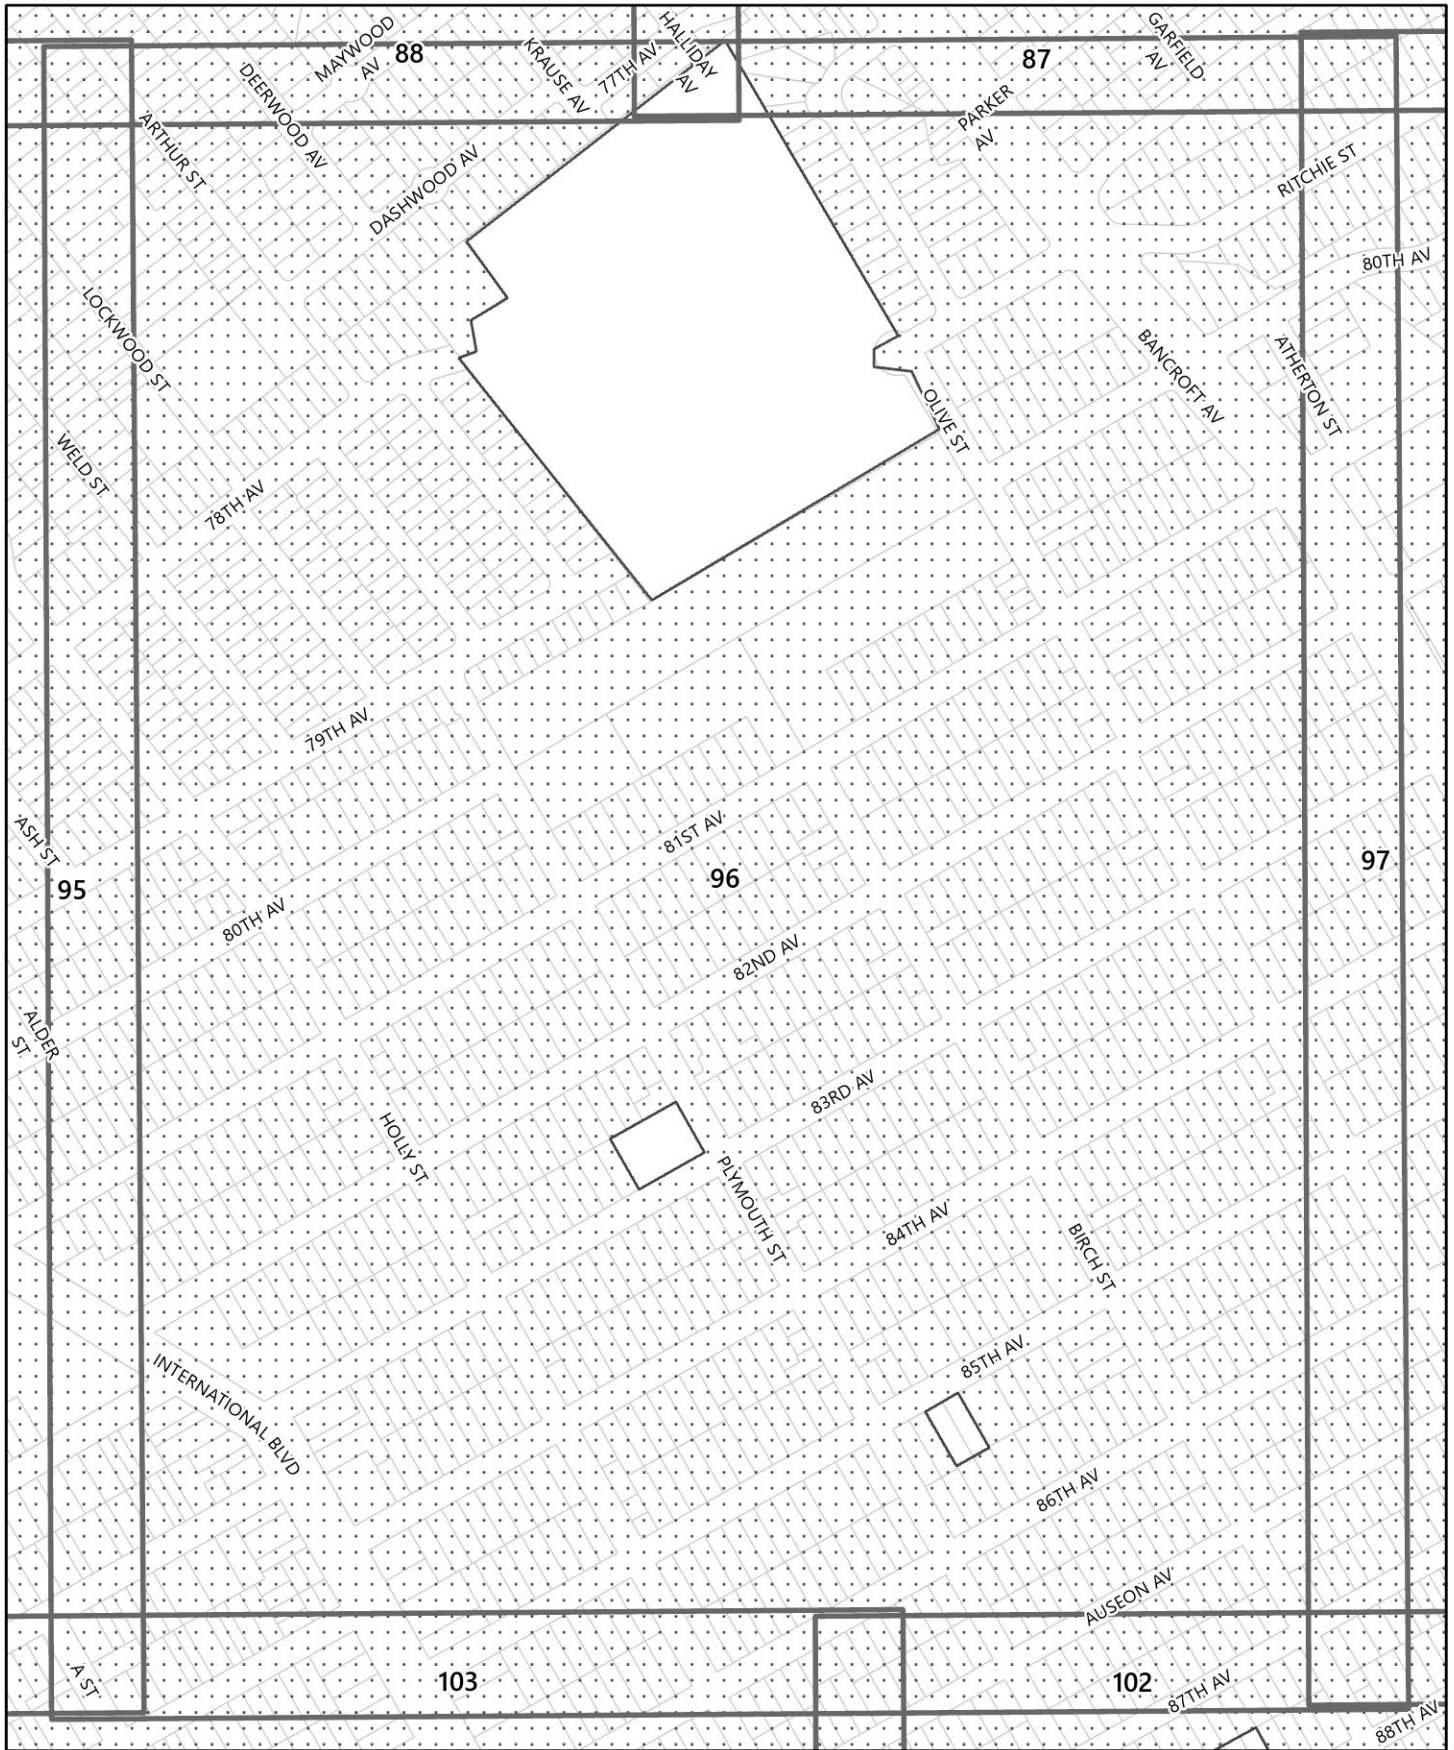 MAYWOOD
AV
88
KRAUSE AV
77TH AV
HALLIDAY
AV
87
GARFIELD
AV
DEERWOOD AV
ARTHUR ST
PARKER
AV
DASHWOOD AV
RITCHIE ST
80TH AV
LOCKWOOD ST
BANCROFT AV
ATHERTON ST
OLIVE ST
WELD ST
78TH AV
79TH AV
81ST AV
ASH ST
95
96
97
80TH AV
82ND AV
ALDER
ST
83RD AV
HOLLY ST
PLYMOUTH ST
84TH AV
BIRCH ST
85TH AV
INTERNATIONAL BLVD
86TH AV
AUSEON AV
A ST
103
102
87TH AV
88TH AV